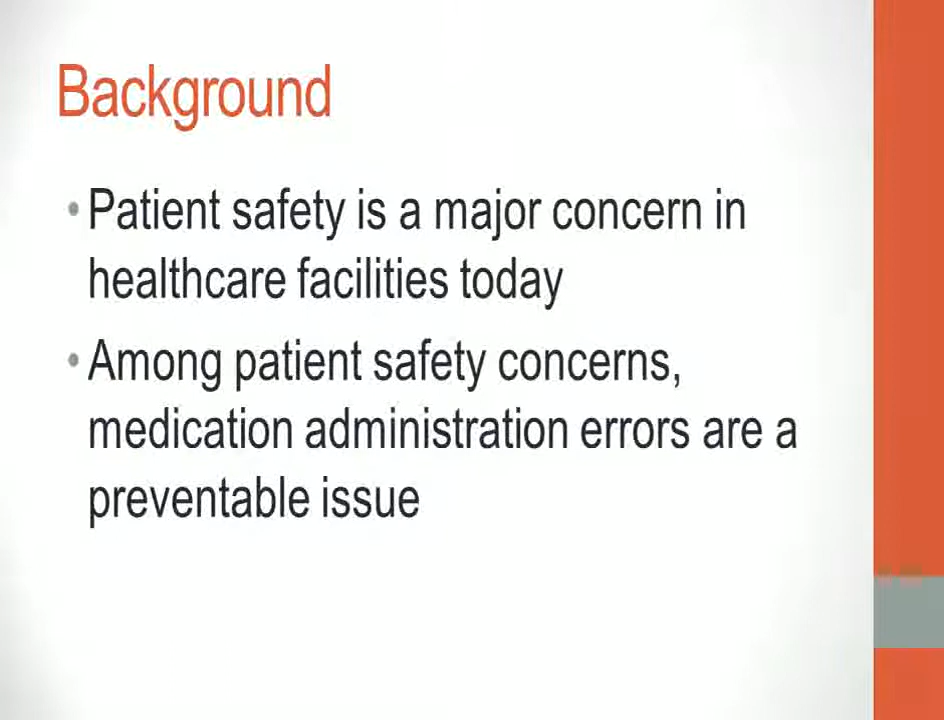 Background
•Patient safety is a major concern in
healthcare facilities today
•Among patient safety concerns,
medication administration errors are a
preventable issue